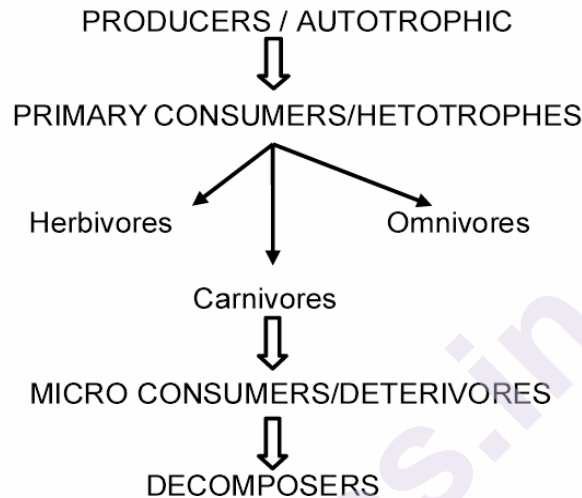 PRODUCERS / AUTOTROPHIC
PRIMARY CONSUMERS/HETOTROPHES
Herbivores
Omnivores
Carnivores
MICRO CONSUMERS/DETERIVORES
DECOMPOSERS